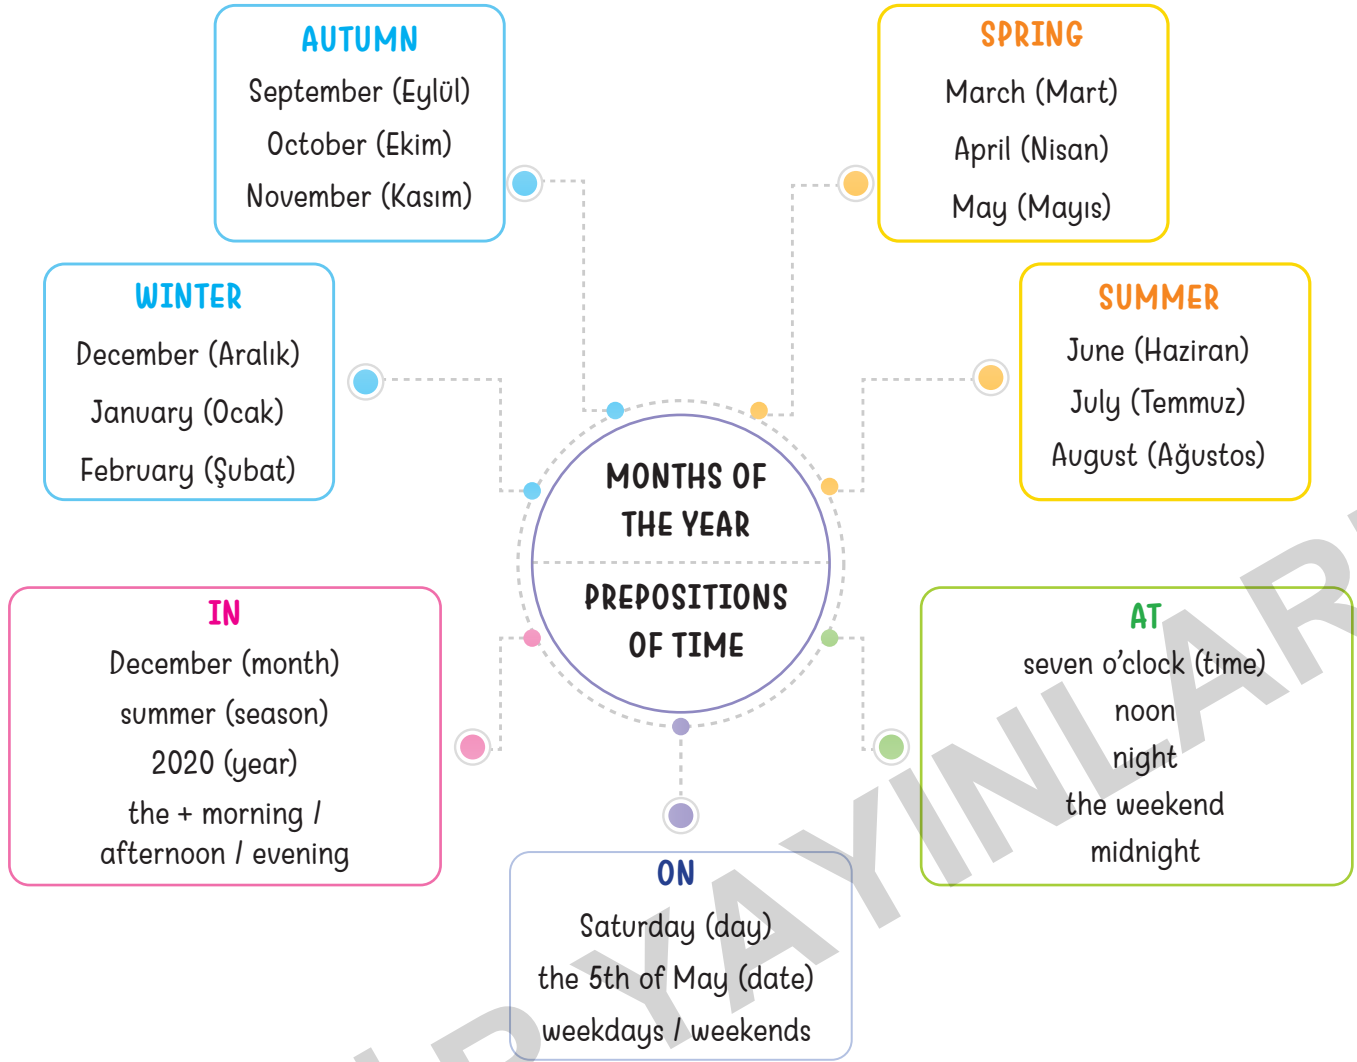 AUTUMN
September (Eylül)
October (Ekim)
November (Kasım)
SPRING
March (Mart)
April (Nisan)
May (Mayıs)
WINTER
December (Aralık)
January (Ocak)
February (Şubat)
SUMMER
June (Haziran)
July (Temmuz)
August (Ağustos)
MONTHS OF
THE YEAR
PREPOSITIONS
OF TIME
IN
December (month)
summer (season)
2020 (year)
the + morning /
afternoon / evening
AT
seven o'clock (time)
noon
night
the weekend
midnight
ON
Saturday (day)
the 5th of May (date)
weekdays / weekends
YAYINLAR